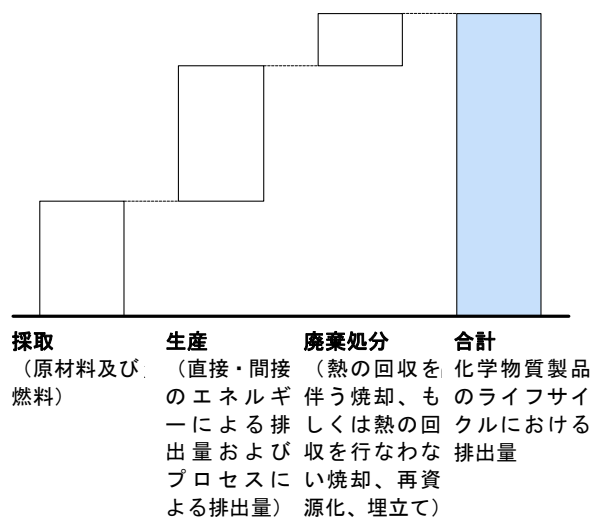 採取
（原材料及び
燃料）
生産
（直接・間接
のエネルギ
ーによる排
出量および
プロセスに
よる排出量）
廃棄処分
（熱の回収を
伴う焼却、も
しくは熱の回
収を行なわな
い焼却、再資
源化、埋立て）
合計
化学物質製品
のライフサイ
クルにおける
排出量